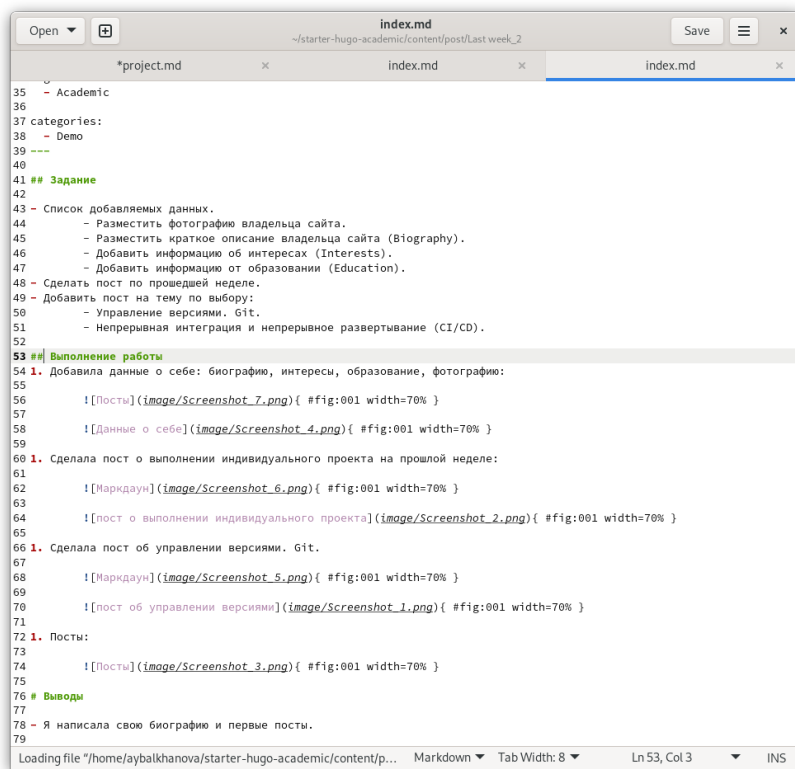 Open
index.md
~/starter-hugo-academic/content/post/Last week_2
Save
*project.md
index.md
index.md
35   - Academic
36
37 categories:
38   - Demo
39 ---
40
41 ## Задание
42
43 - Список добавляемых данных.
44         - Разместить фотографию владельца сайта.
45         - Разместить краткое описание владельца сайта (Biography).
46         - Добавить информацию об интересах (Interests).
47         - Добавить информацию от образовании (Education).
48 - Сделать пост по прошедшей неделе.
49 - Добавить пост на тему по выбору:
50         - Управление версиями. Git.
51         - Непрерывная интеграция и непрерывное развертывание (CI/CD).
52
53 ## Выполнение работы
54 1. Добавила данные о себе: биографию, интересы, образование, фотографию:
55
56         ![Посты](image/Screenshot_7.png){ #fig:001 width=70% }
57
58         ![Данные о себе](image/Screenshot_4.png){ #fig:001 width=70% }
59
60 1. Сделала пост о выполнении индивидуального проекта на прошлой неделе:
61
62         ![Маркдаун](image/Screenshot_6.png){ #fig:001 width=70% }
63
64         ![пост о выполнении индивидуального проекта](image/Screenshot_2.png){ #fig:001 width=70% }
65
66 1. Сделала пост об управлении версиями. Git.
67
68         ![Маркдаун](image/Screenshot_5.png){ #fig:001 width=70% }
69
70         ![пост об управлении версиями](image/Screenshot_1.png){ #fig:001 width=70% }
71
72 1. Посты:
73
74         ![Посты](image/Screenshot_3.png){ #fig:001 width=70% }
75
76 # Выводы
77
78 - Я написала свою биографию и первые посты.
79
Loading file “/home/aybalkhanova/starter-hugo-academic/content/p… Markdown Tab Width: 8 Ln 53, Col 3 INS